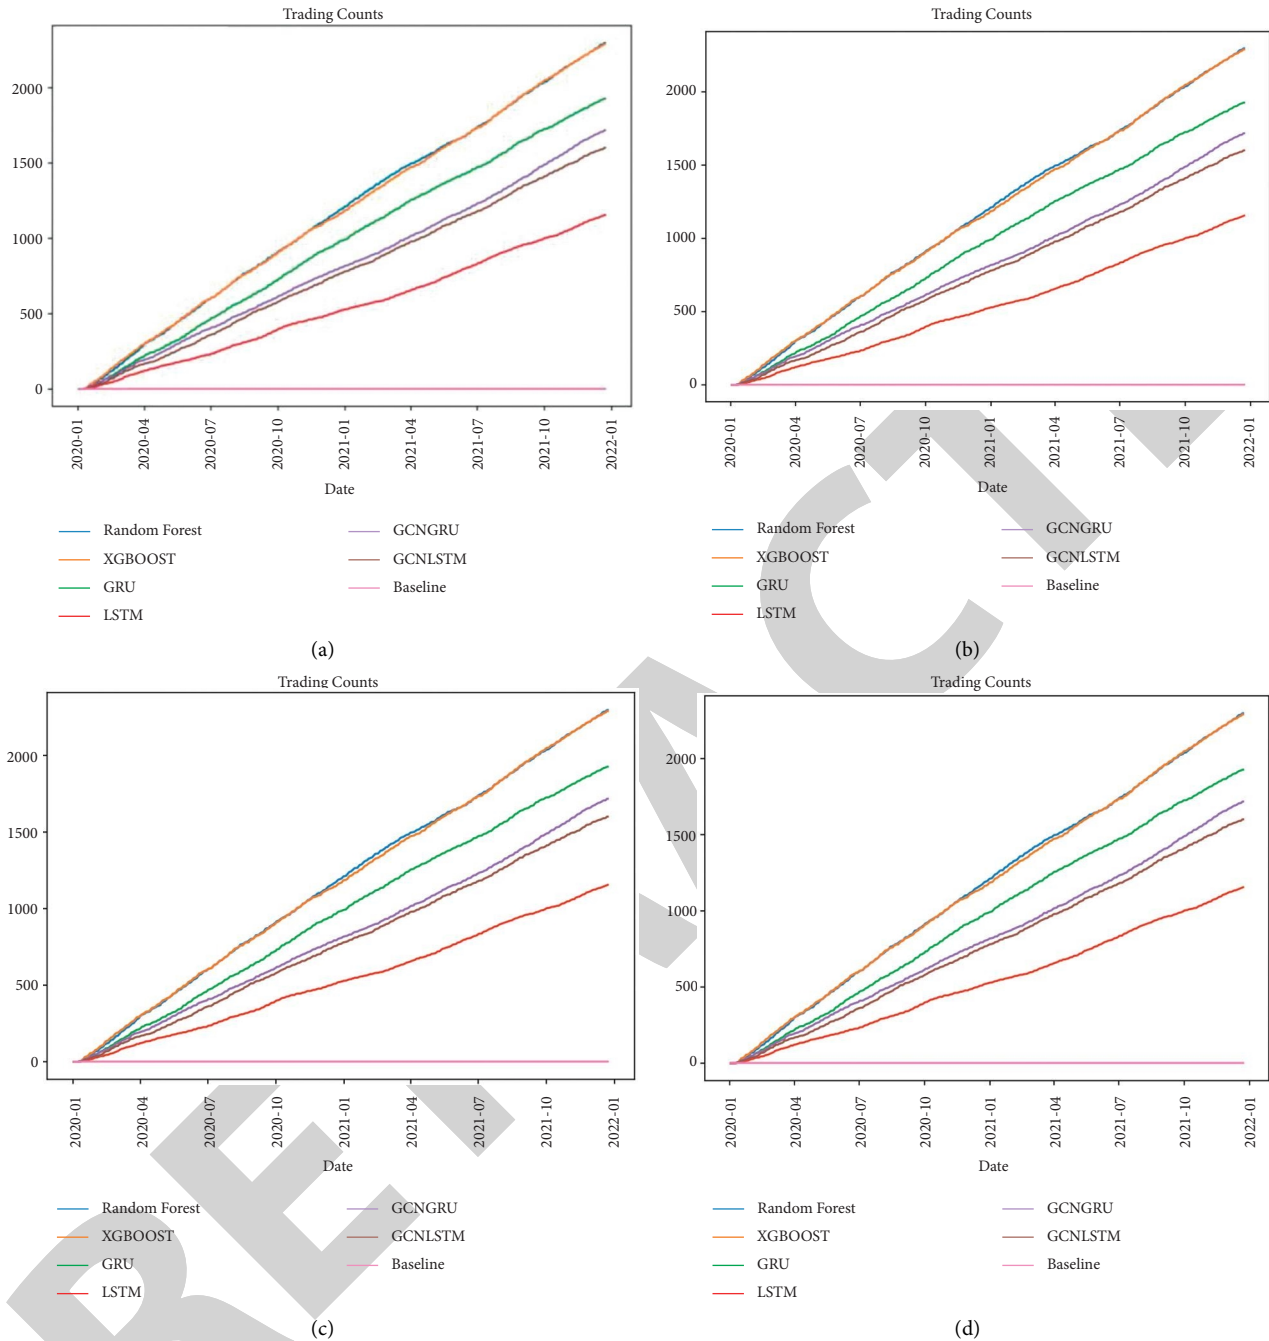 Trading Counts
2000
1500
1000
500
0
2020-01
2020-04
2020-07
2020-10
2021-01
2021-04
2021-07
2021-10
2022-01
Date
Random Forest
XGBOOST
GRU
LSTM
GCNGRU
GCNLSTM
Baseline
(a)
Trading Counts
2000
1500
1000
500
0
2020-01
2020-04
2020-07
2020-10
2021-01
2021-04
2021-07
2021-10
2022-01
Date
Random Forest
XGBOOST
GRU
LSTM
GCNGRU
GCNLSTM
Baseline
(b)
Trading Counts
2000
1500
1000
500
0
2020-01
2020-04
2020-07
2020-10
2021-01
2021-04
2021-07
2021-10
2022-01
Date
Random Forest
XGBOOST
GRU
LSTM
GCNGRU
GCNLSTM
Baseline
(c)
Trading Counts
2000
1500
1000
500
0
2020-01
2020-04
2020-07
2020-10
2021-01
2021-04
2021-07
2021-10
2022-01
Date
Random Forest
XGBOOST
GRU
LSTM
GCNGRU
GCNLSTM
Baseline
(d)